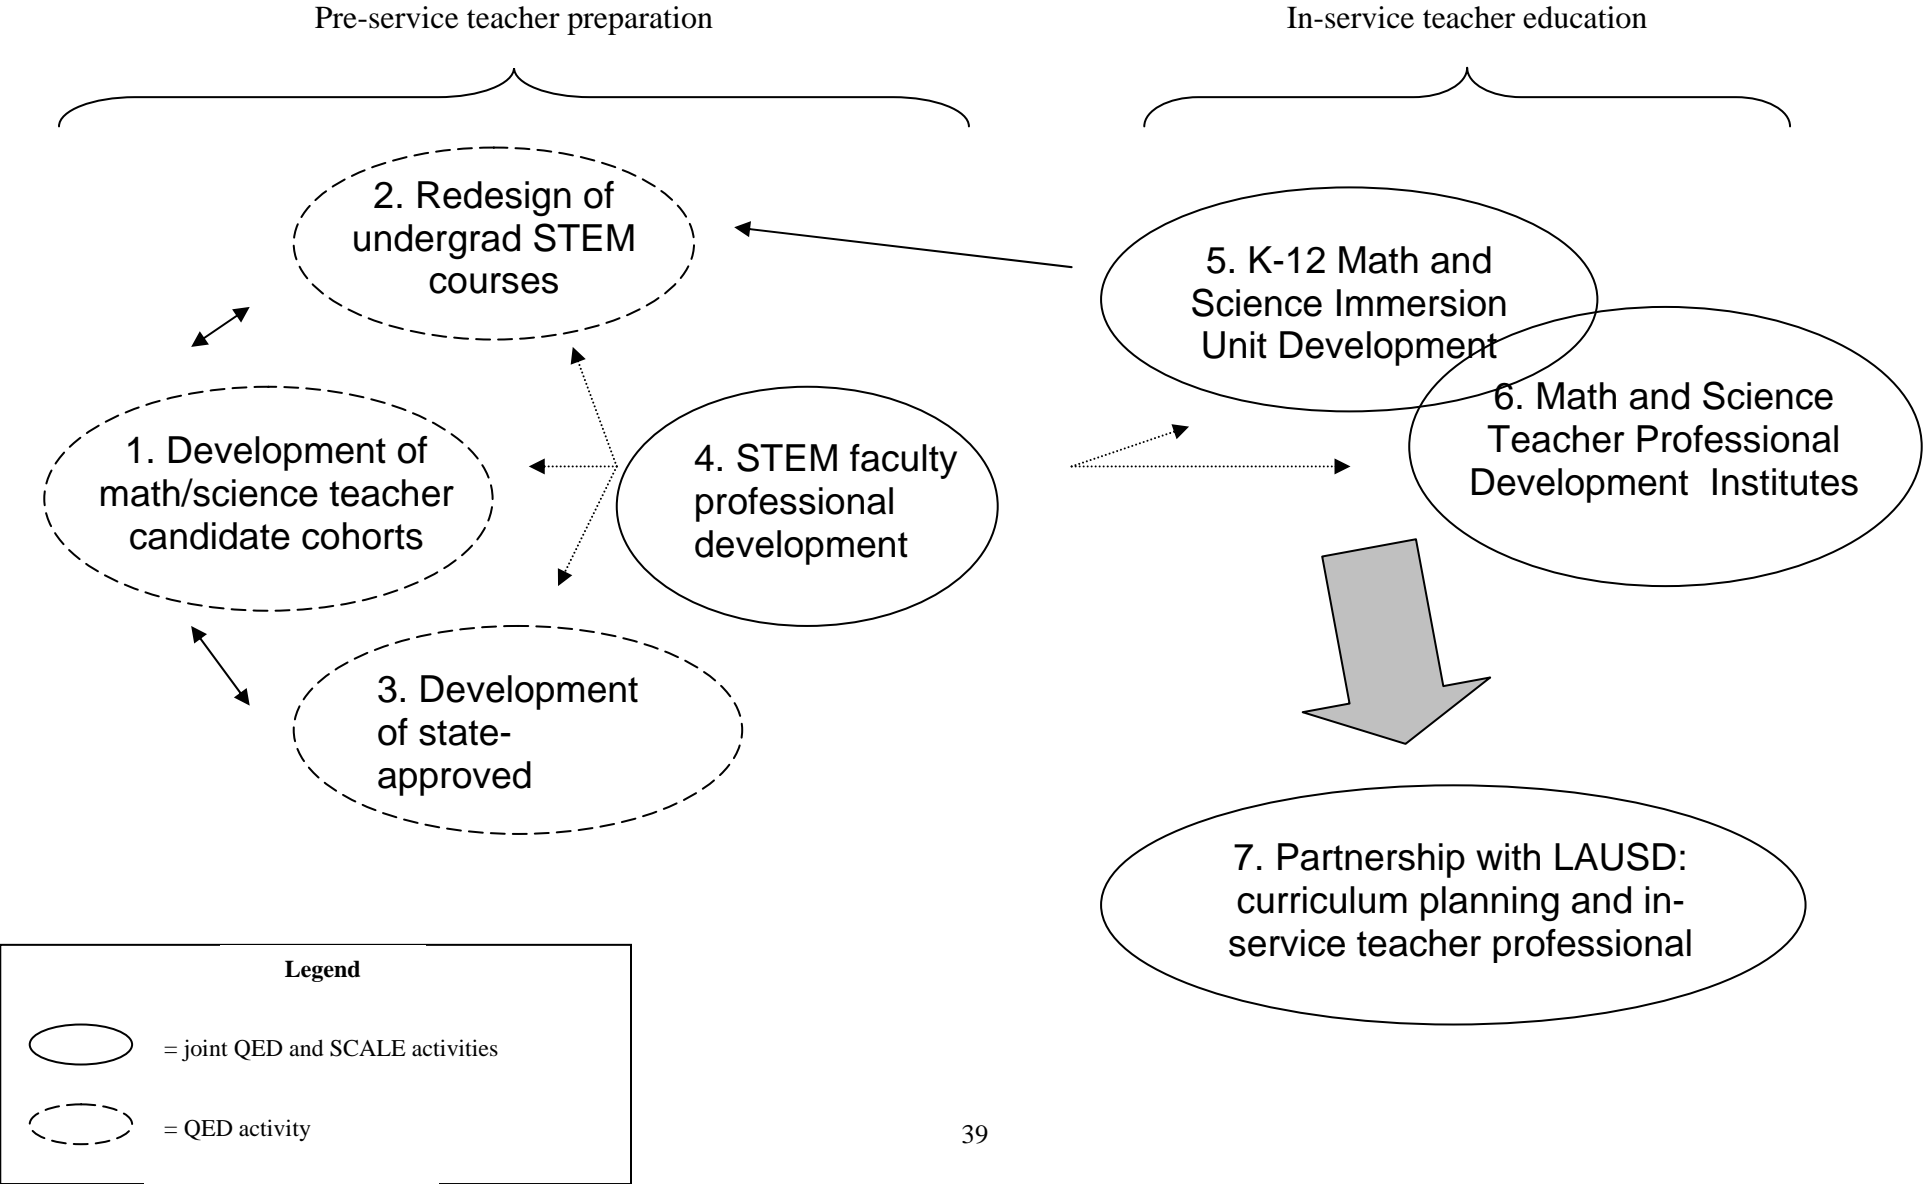 Pre-service teacher preparation
In-service teacher education
2. Redesign of
undergrad STEM
courses
5. K-12 Math and
Science Immersion
Unit Development
6. Math and Science
Teacher Professional
Development Institutes
1. Development of
math/science teacher
candidate cohorts
4. STEM faculty
professional
development
3. Development
of state-
approved
7. Partnership with LAUSD:
curriculum planning and in-
service teacher professional
Legend
= joint QED and SCALE activities
= QED activity
39